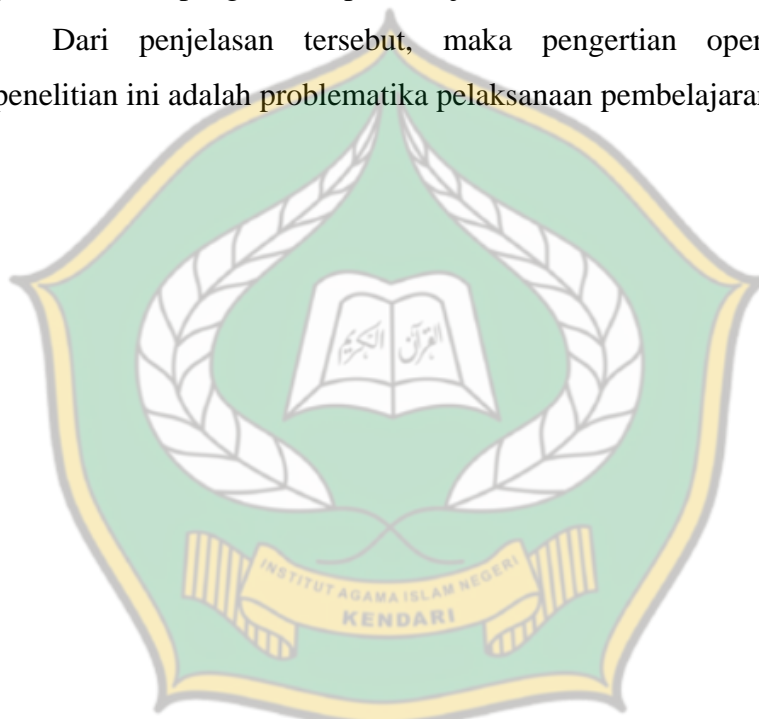 Dari penjelasan tersebut, maka pengertian oper
penelitian ini adalah problematika pelaksanaan pembelajaran
القرآن الكريم
INSTITUT AGAMA ISLAM NEGERI
KENDARI